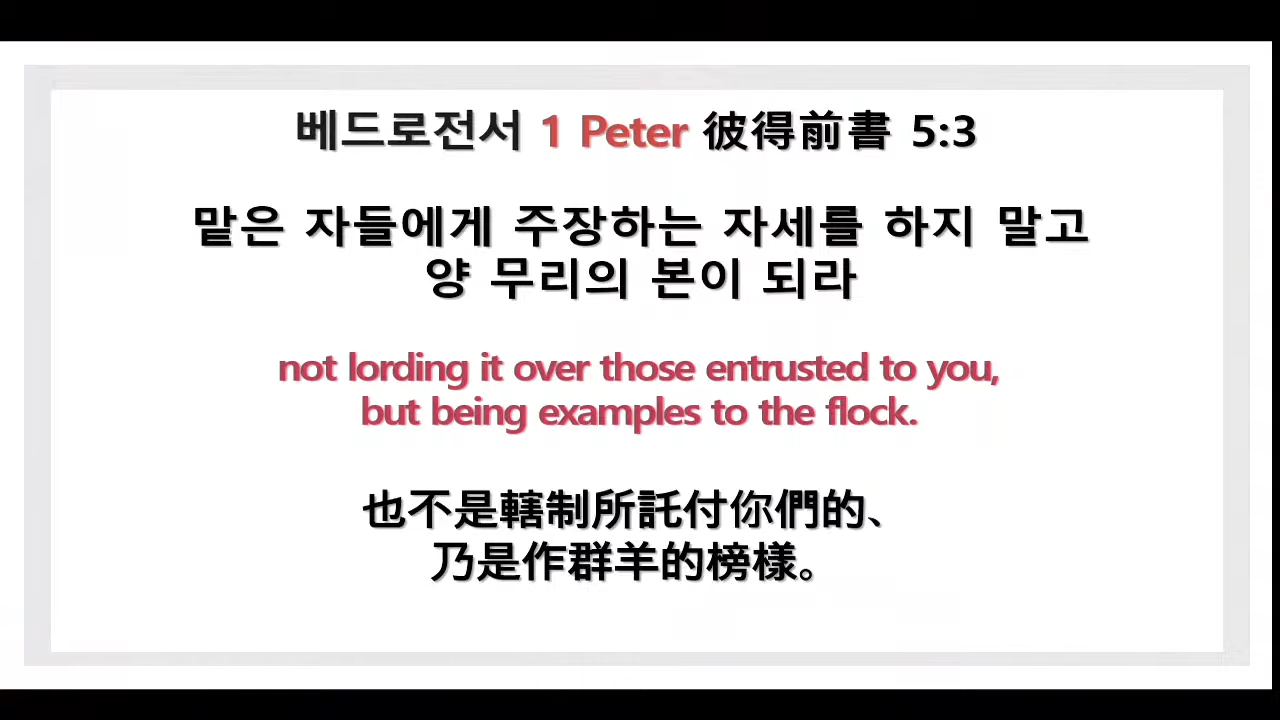 베드로전서 1 Peter 彼得前書 5:3
맡은 자들에게 주장하는 자세를 하지 말고
양 무리의 본이 되라
not lording it over those entrusted to you,
but being examples to the flock.
也不是轄制所託付你們的、
乃是作群羊的榜樣。